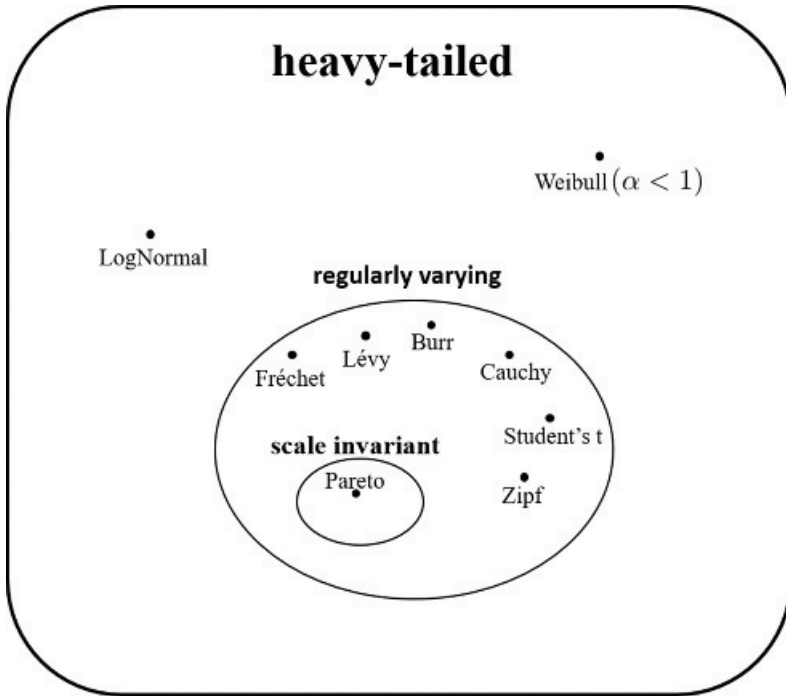 heavy-tailed
Weibull (α < 1)
LogNormal
regularly varying
Burr
Lévy
Fréchet
Cauchy
Student's t
scale invariant
Pareto
Zipf